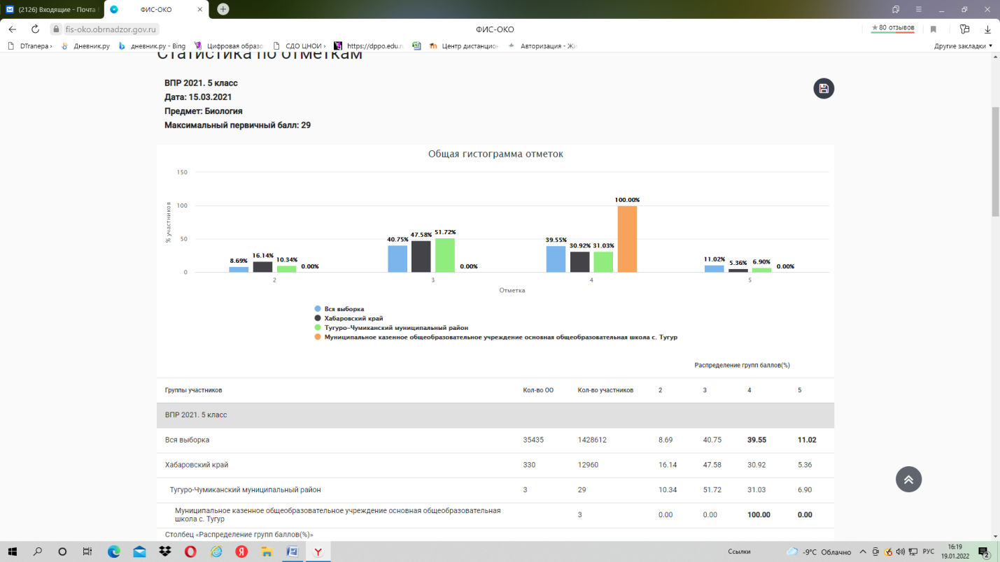 (2126) Входящие - Почта
ФИС-ОКО
fis-oko.obrnadzor.gov.ru
ФИС-ОКО
★ 80 отзывов
DTranepa ›
Дневник.ру
дневник.ру - Bing
Цифровая образо
СДО ЦНОИ ›
https://dppo.edu.ru
Центр дистанцио
Авторизация - Жи
Другие закладки
Статистика по отметкам
ВПР 2021. 5 класс
Дата: 15.03.2021
Предмет: Биология
Максимальный первичный балл: 29
Общая гистограмма отметок
% участников
150
100
50
0
8.69% 16.14% 10.34% 0.00%
40.75% 47.58% 51.72% 0.00%
39.55% 30.92% 31.03% 100.00%
11.02% 5.36% 6.90% 0.00%
2 3 4 5
Отметка
Вся выборка
Хабаровский край
Тугуро-Чумиканский муниципальный район
Муниципальное казенное общеобразовательное учреждение основная общеобразовательная школа с. Тугур
Распределение групп баллов(%)
Группы участников Кол-во ОО Кол-во участников 2 3 4 5
ВПР 2021. 5 класс
Вся выборка 35435 1428612 8.69 40.75 39.55 11.02
Хабаровский край 330 12960 16.14 47.58 30.92 5.36
Тугуро-Чумиканский муниципальный район 3 29 10.34 51.72 31.03 6.90
Муниципальное казенное общеобразовательное учреждение основная общеобразовательная
школа с. Тугур 3 0.00 0.00 100.00 0.00
Столбец «Распределение групп баллов(%)»
Ссылки
-9°C Облачно
РУС
16:19
19.01.2022
2